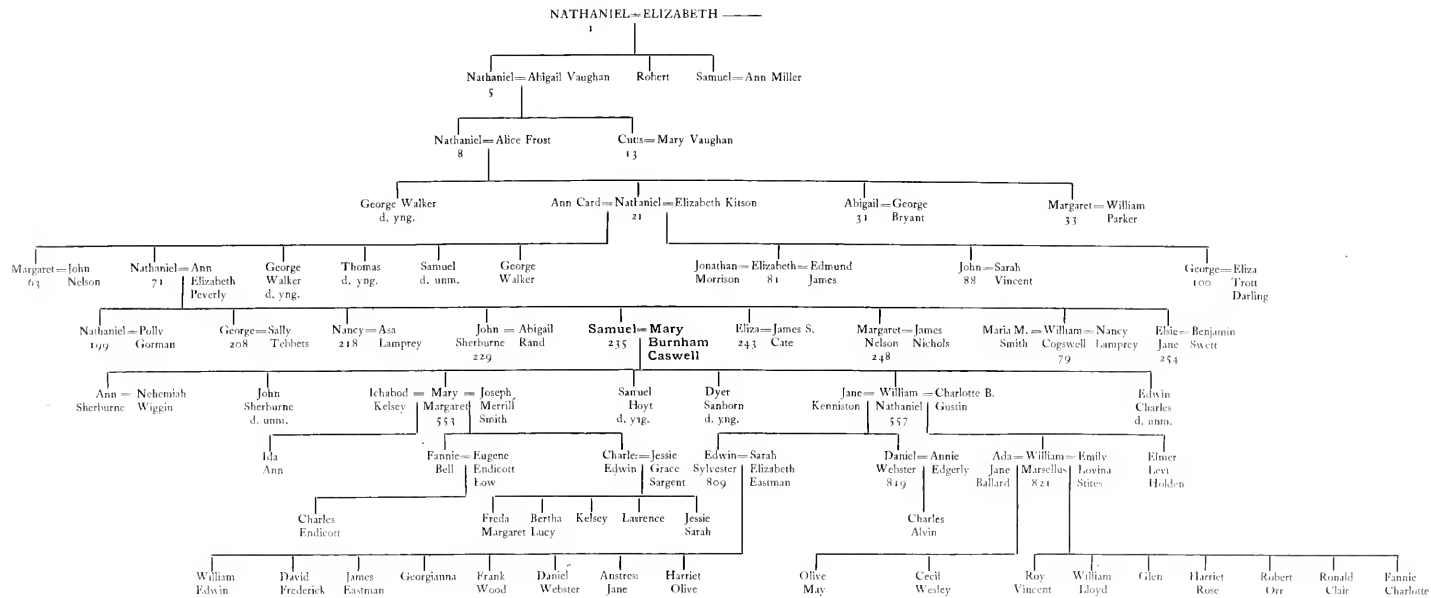 NATHANIEL=ELIZABETH ——
1
Nathaniel=Abigail Vaughan Robert Samuel=Ann Miller
5
Nathaniel=Alice Frost Cutts=Mary Vaughan
8 13
George Walker Ann Card=Nathaniel=Elizabeth Kitson Abigail=George Margaret=William
d. yng. 21 31 Bryant 33 Parker
Margaret=John Nathaniel=Ann George Thomas Samuel George Jonathan=Elizabeth=Edmund John=Sarah George=Eliza
63 Nelson 71 Elizabeth Walker d. yng. d. unm. Walker Morrison 81 James 88 Vincent 100 Trott
Peverly d. yng. Darling
Nathaniel=Polly George=Sally Nancy=Asa John=Abigail Samuel=Mary Eliza=James S. Margaret=James Maria M.=William=Nancy Elsie=Benjamin
199 Gorman 208 Tebbets 218 Lamprey Sherburne Rand 235 Burnham 243 Cate Nelson Nichols Smith Cogswell Lamprey Jane Swett
229 Caswell 248 79 254
Ann=Nehemiah John Ichabod=Mary=Joseph Samuel Dyer Jane=William=Charlotte B. Edwin
Sherburne Wiggin Sherburne Kelsey Margaret Merrill Hoyt Sanborn Kenniston Nathaniel Gustin Charles
d. unm. 553 Smith d. yng. d. yng. 557 d. unm.
Ida Fannie=Eugene Charles=Jessie Edwin=Sarah Daniel=Annie Ada=William=Emily Elmer
Ann Bell Endicott Edwin Grace Sylvester Elizabeth Webster Edgerly Jane Marsellus Lovina Levi
Low Sargent 809 Eastman 819 Ballard 821 Stites Holden
Charles Freda Bertha Kelsey Laurence Jessie Charles
Endicott Margaret Lucy Sarah Alvin
William David James Georgianna Frank Daniel Anstress Harriet Olive Cecil Roy William Glen Harriet Robert Ronald Fannie
Edwin Frederick Eastman Wood Webster Jane Olive May Wesley Vincent Lloyd Rose Orr Clair Charlotte